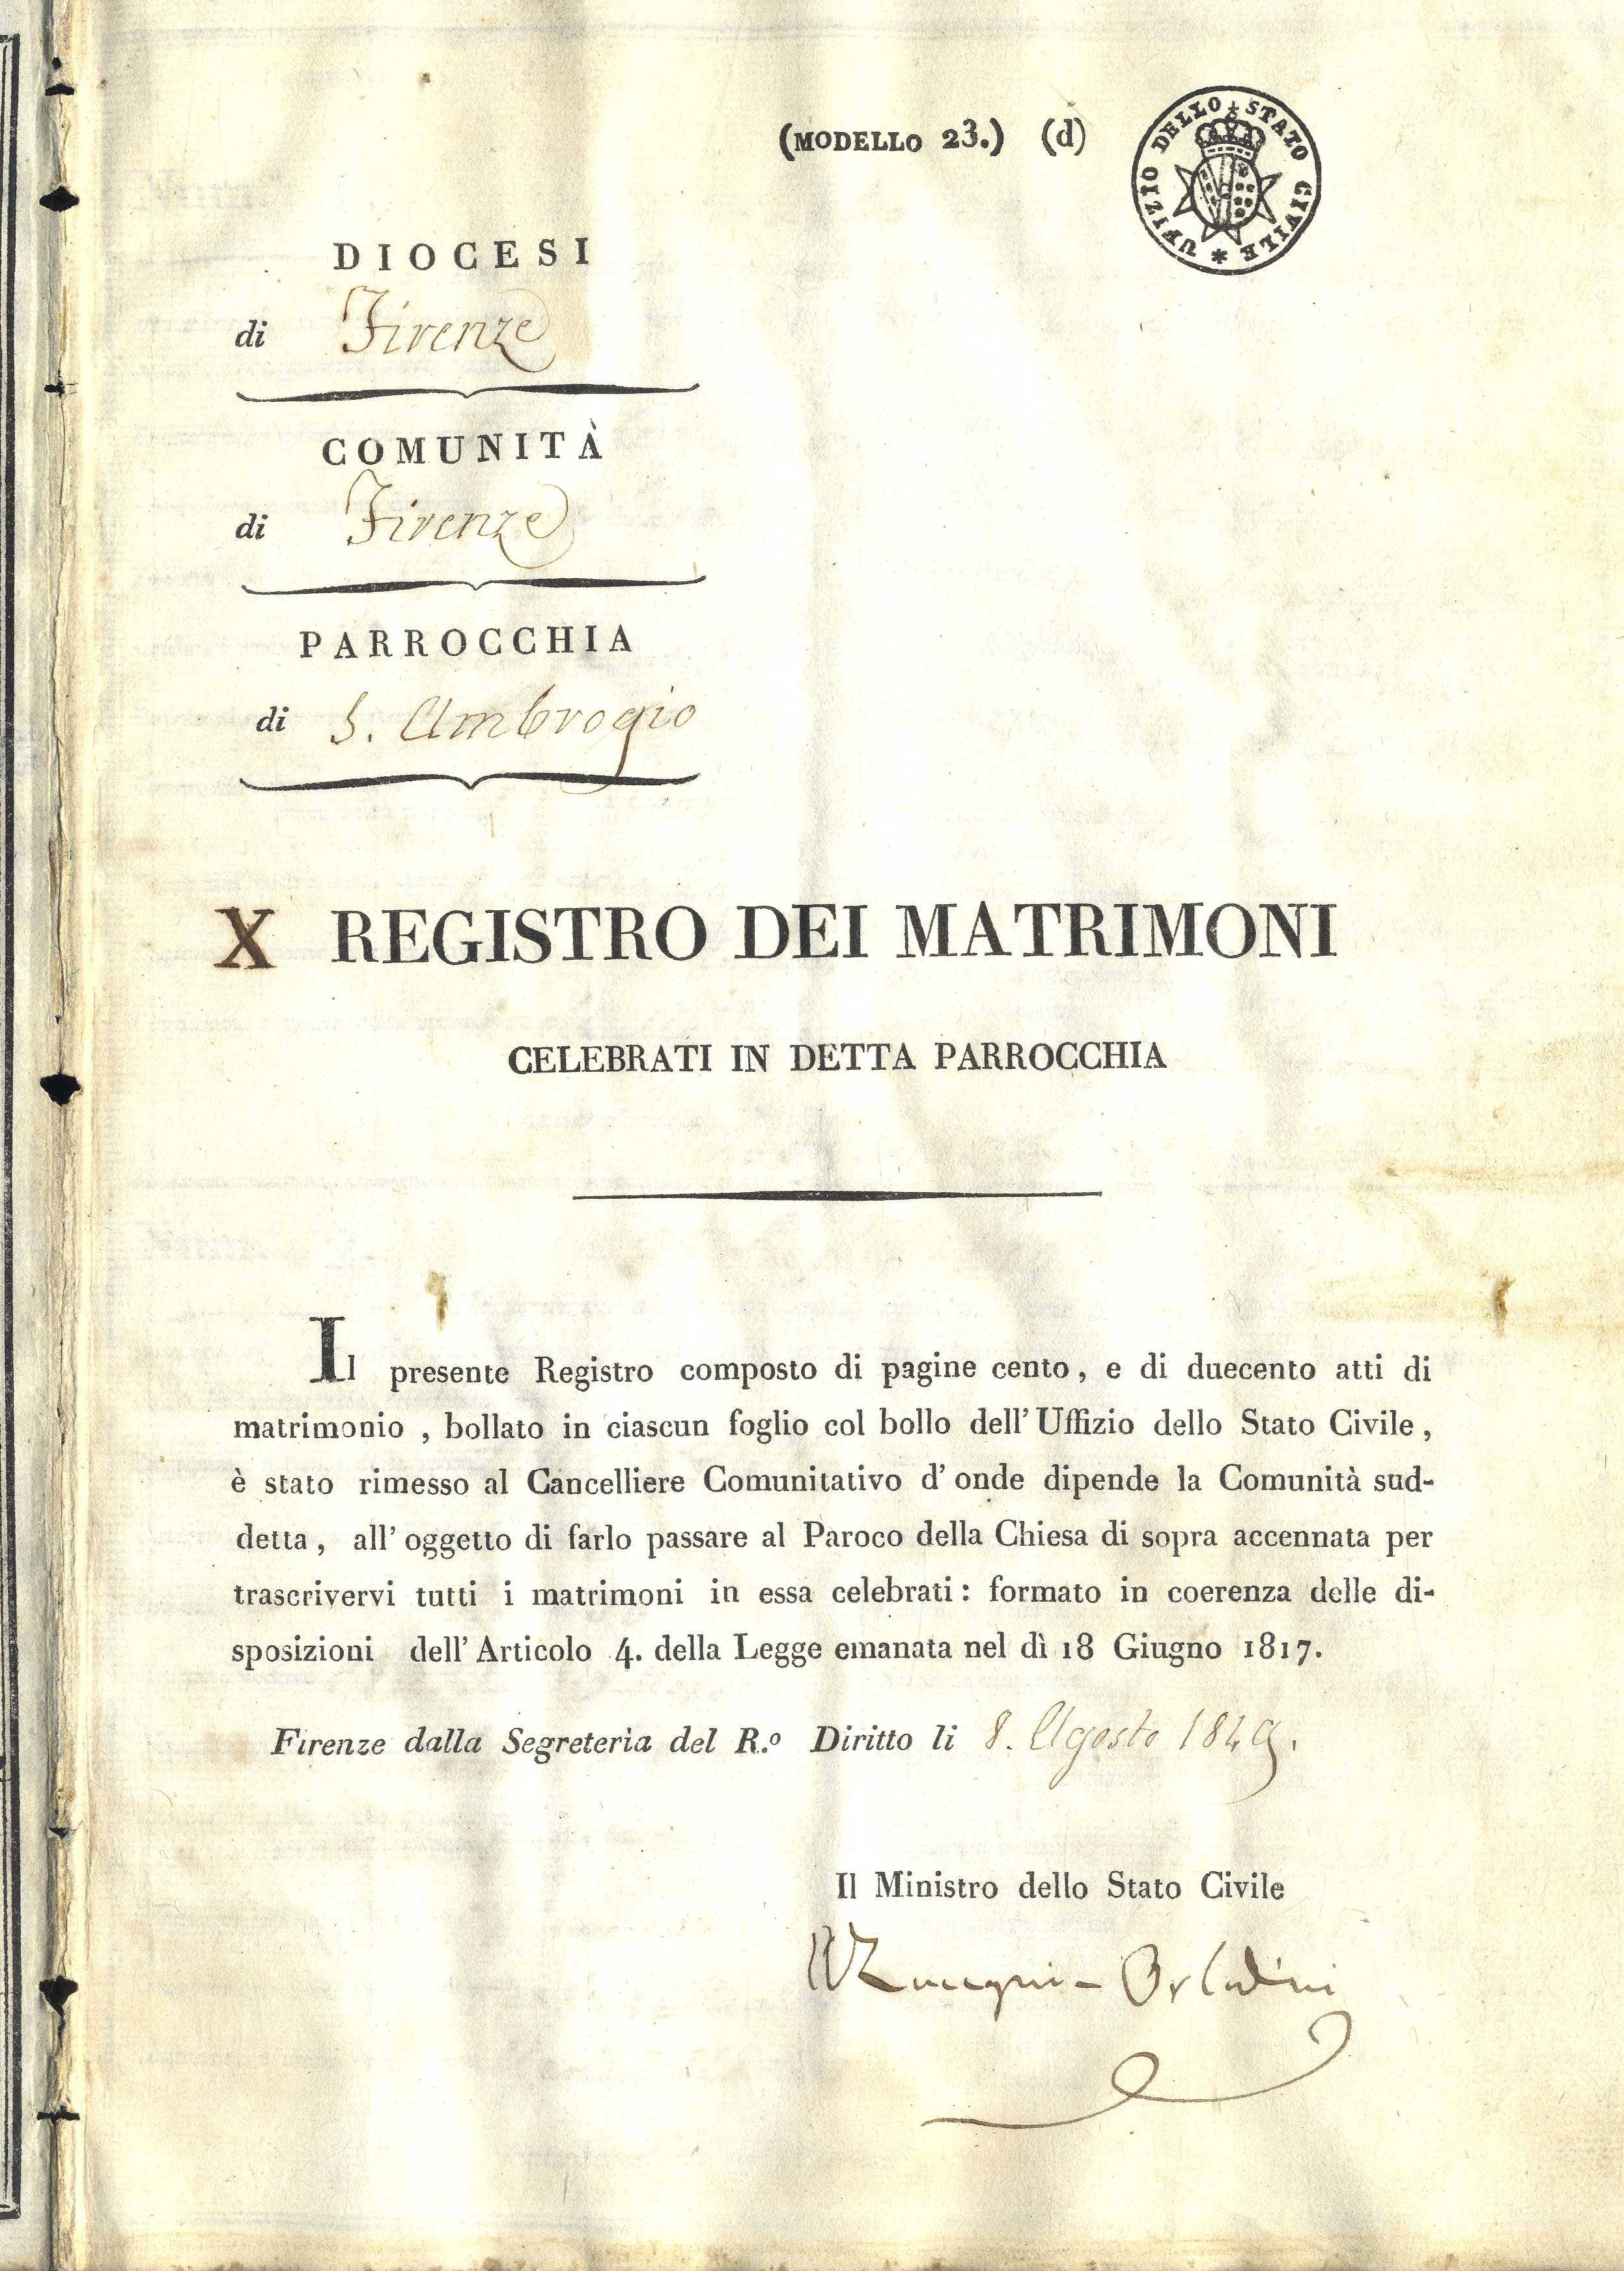 (MODELLO 23.) (d)
UFIZIO DELLO STATO CIVILE *
DIOCESI
di Firenze
COMUNITÀ
di Firenze
PARROCCHIA
di S. Ambrogio
X REGISTRO DEI MATRIMONI
CELEBRATI IN DETTA PARROCCHIA
Il presente Registro composto di pagine cento, e di duecento atti di
matrimonio, bollato in ciascun foglio col bollo dell' Uffizio dello Stato Civile,
è stato rimesso al Cancelliere Comunitativo d' onde dipende la Comunità sud-
detta, all' oggetto di farlo passare al Paroco della Chiesa di sopra accennata per
trascrivervi tutti i matrimoni in essa celebrati: formato in coerenza delle di-
sposizioni dell' Articolo 4. della Legge emanata nel dì 18 Giugno 1817.
Firenze dalla Segreteria del R.º Diritto li 8. Agosto 1849.
Il Ministro dello Stato Civile
Orlandini